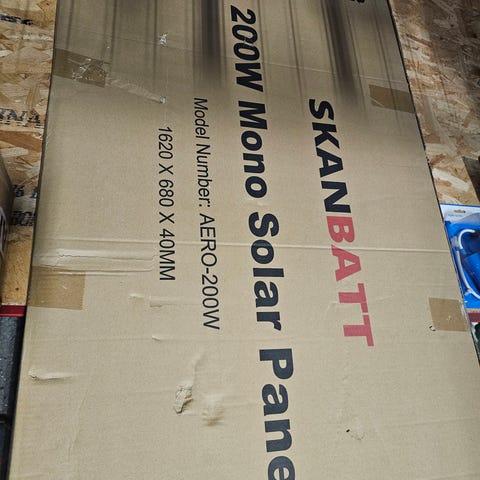 SKANBATT
200W Mono Solar Pane
Model Number: AERO-200W
1620 X 680 X 40MM